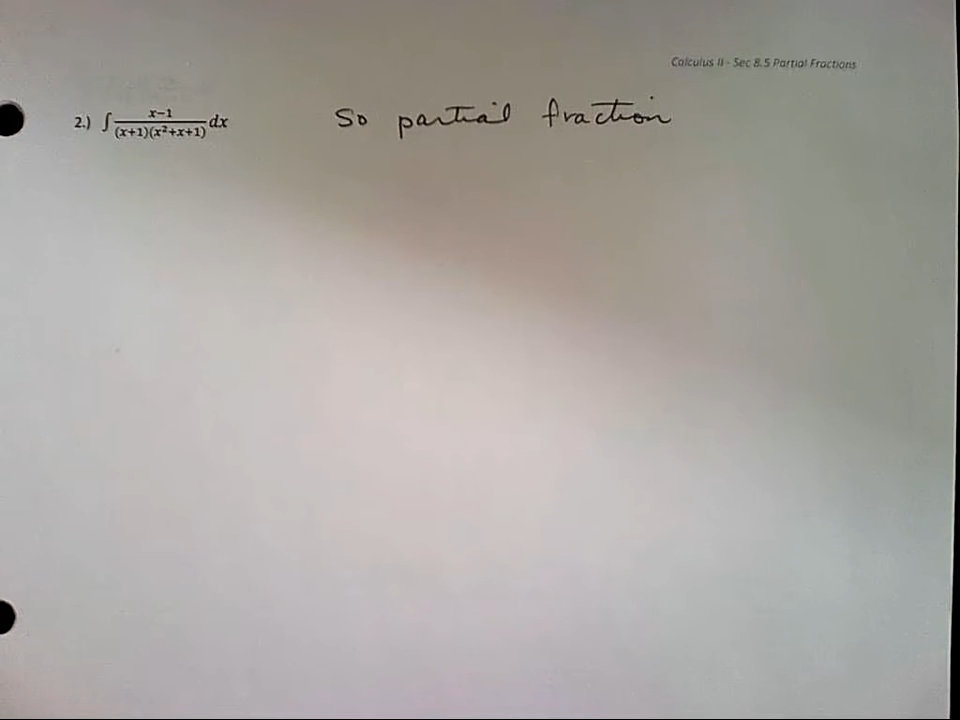 Calculus II - Sec 8.5 Partial Fractions
2.) ∫ x-1 / (x+1)(x²+x+1) dx So partial fraction